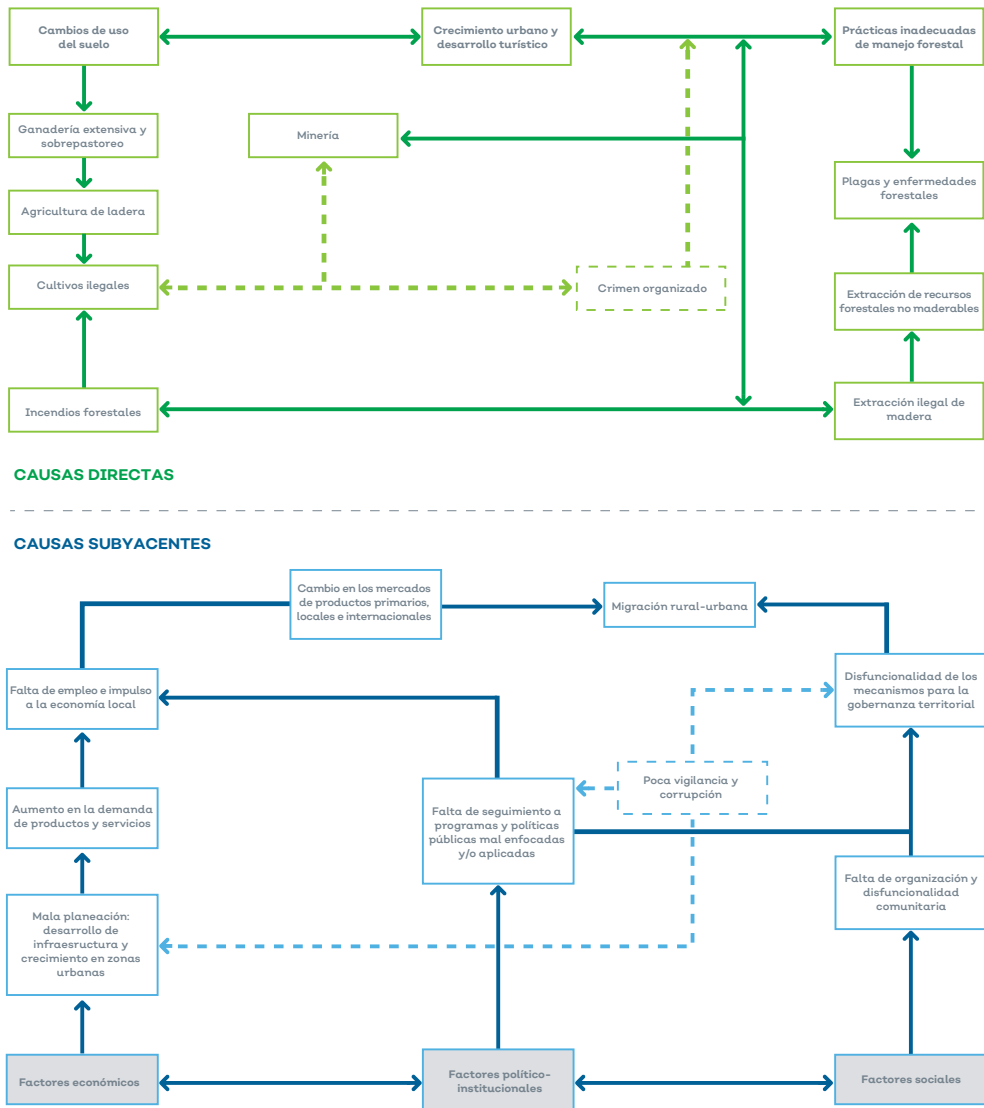 Cambios de uso
del suelo
Crecimiento urbano y
desarrollo turístico
Prácticas inadecuadas
de manejo forestal
Ganadería extensiva y
sobrepastoreo
Minería
Plagas y enfermedades
forestales
Agricultura de ladera
Cultivos ilegales
Crimen organizado
Extracción de recursos
forestales no maderables
Incendios forestales
Extracción ilegal de
madera
CAUSAS DIRECTAS
CAUSAS SUBYACENTES
Cambio en los mercados
de productos primarios,
locales e internacionales
Migración rural-urbana
Falta de empleo e impulso
a la economía local
Disfuncionalidad de los
mecanismos para la
gobernanza territorial
Poca vigilancia y
corrupción
Aumento en la demanda
de productos y servicios
Falta de seguimiento a
programas y políticas
públicas mal enfocadas
y/o aplicadas
Falta de organización y
disfuncionalidad
comunitaria
Mala planeación:
desarrollo de
infraesructura y
crecimiento en zonas
urbanas
Factores económicos
Factores político-
institucionales
Factores sociales